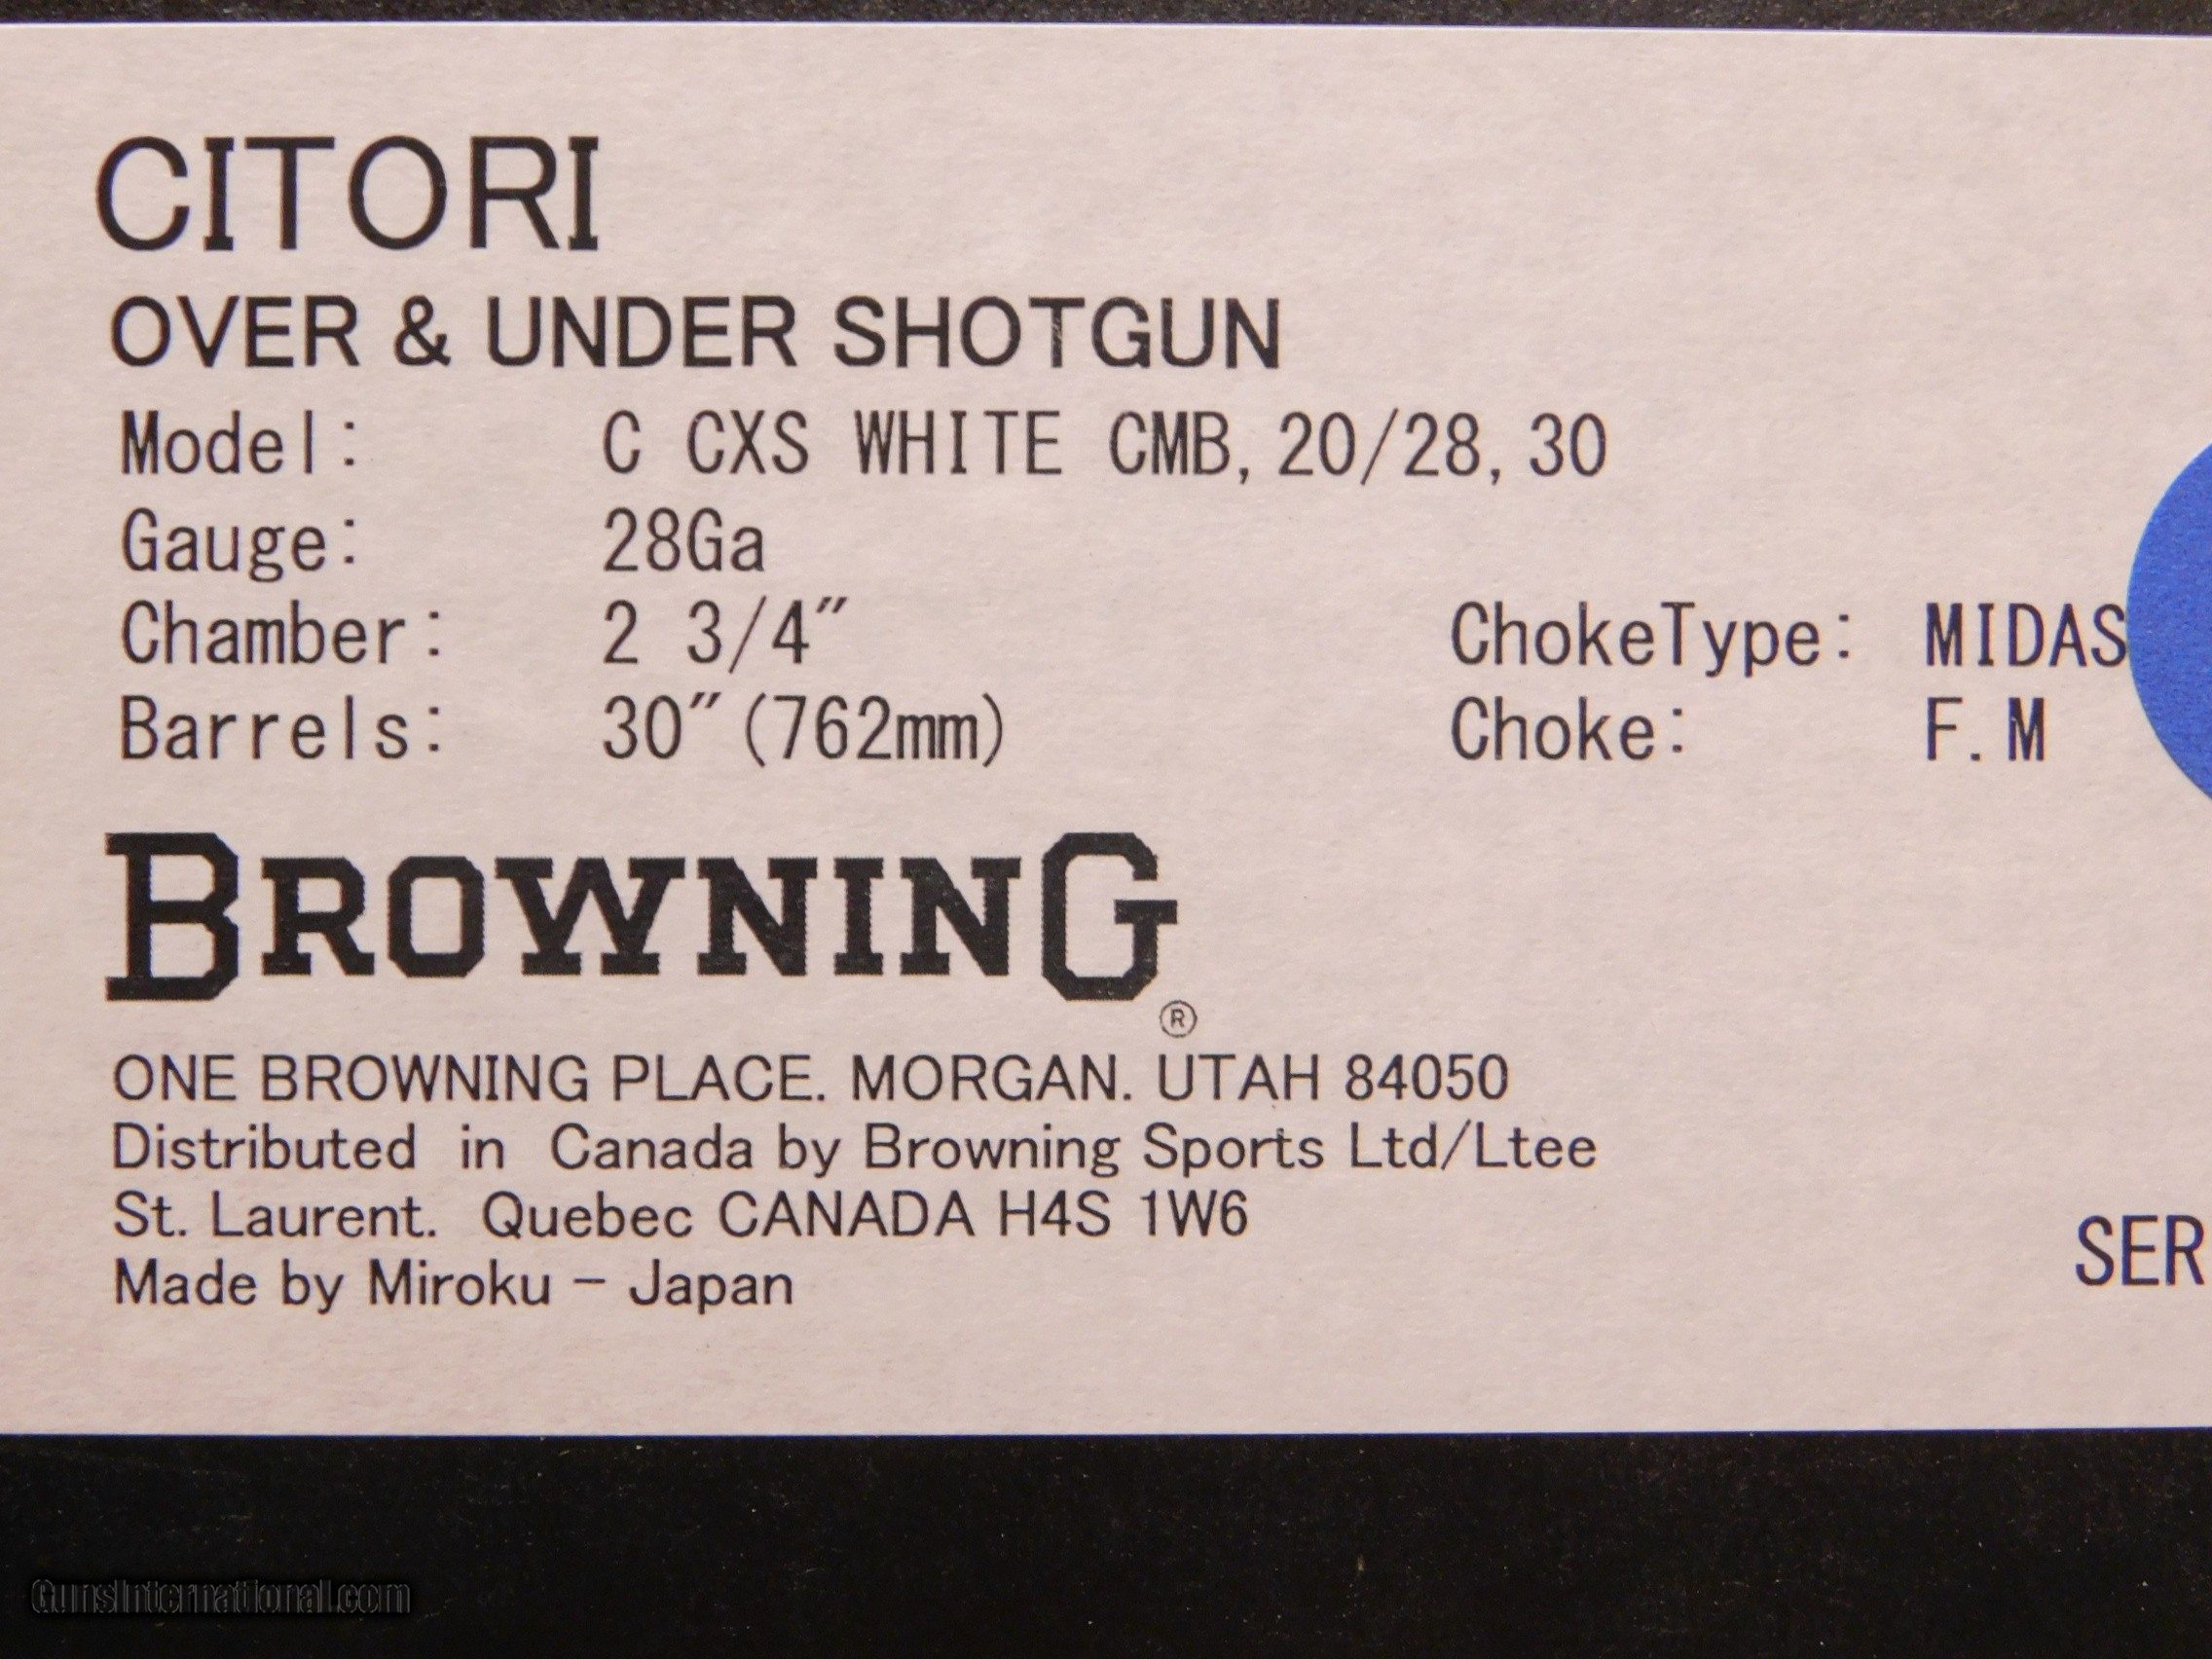 CITORI
OVER & UNDER SHOTGUN
Model: C CXS WHITE CMB, 20/28, 30
Gauge: 28Ga
Chamber: 2 3/4" ChokeType: MIDAS
Barrels: 30" (762mm) Choke: F. M
BROWNING®
ONE BROWNING PLACE. MORGAN. UTAH 84050
Distributed in Canada by Browning Sports Ltd/Ltee
St. Laurent. Quebec CANADA H4S 1W6
SER
Made by Miroku - Japan
GunsInternational.com